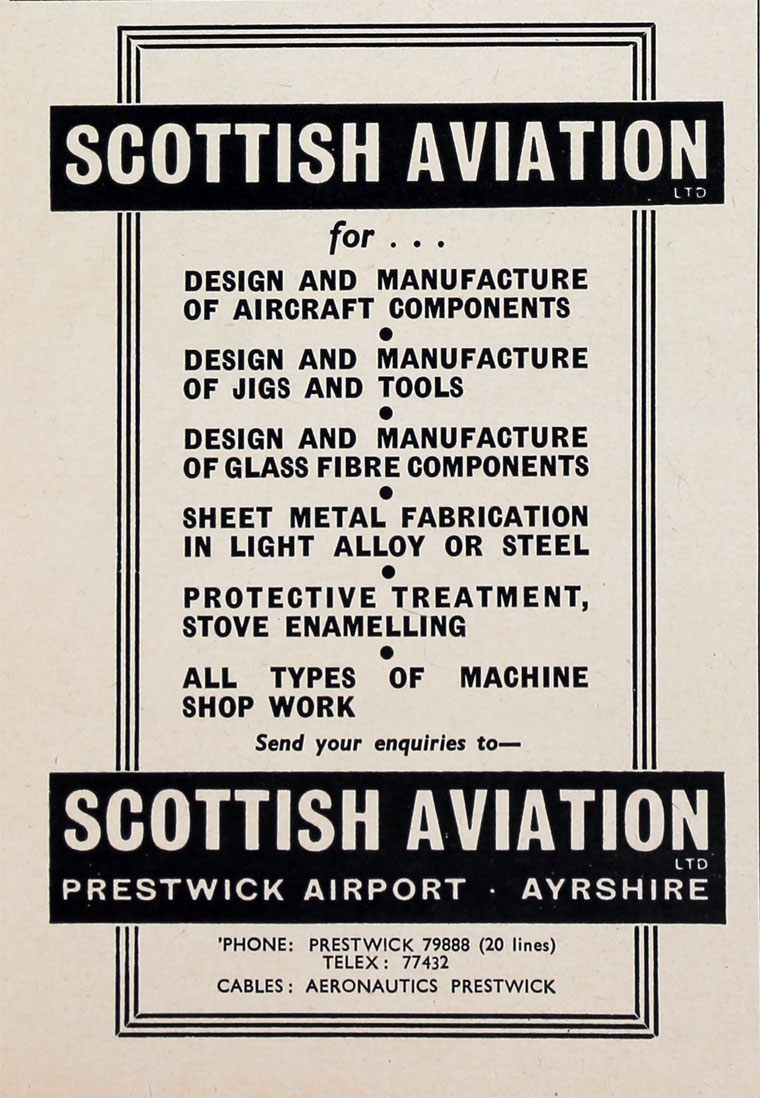 SCOTTISH AVIATION
LTD
for . . .
DESIGN AND MANUFACTURE
OF AIRCRAFT COMPONENTS
●
DESIGN AND MANUFACTURE
OF JIGS AND TOOLS
●
DESIGN AND MANUFACTURE
OF GLASS FIBRE COMPONENTS
●
SHEET METAL FABRICATION
IN LIGHT ALLOY OR STEEL
●
PROTECTIVE TREATMENT,
STOVE ENAMELLING
●
ALL TYPES OF MACHINE
SHOP WORK
Send your enquiries to—
SCOTTISH AVIATION
LTD
PRESTWICK AIRPORT · AYRSHIRE
'PHONE: PRESTWICK 79888 (20 lines)
TELEX: 77432
CABLES: AERONAUTICS PRESTWICK